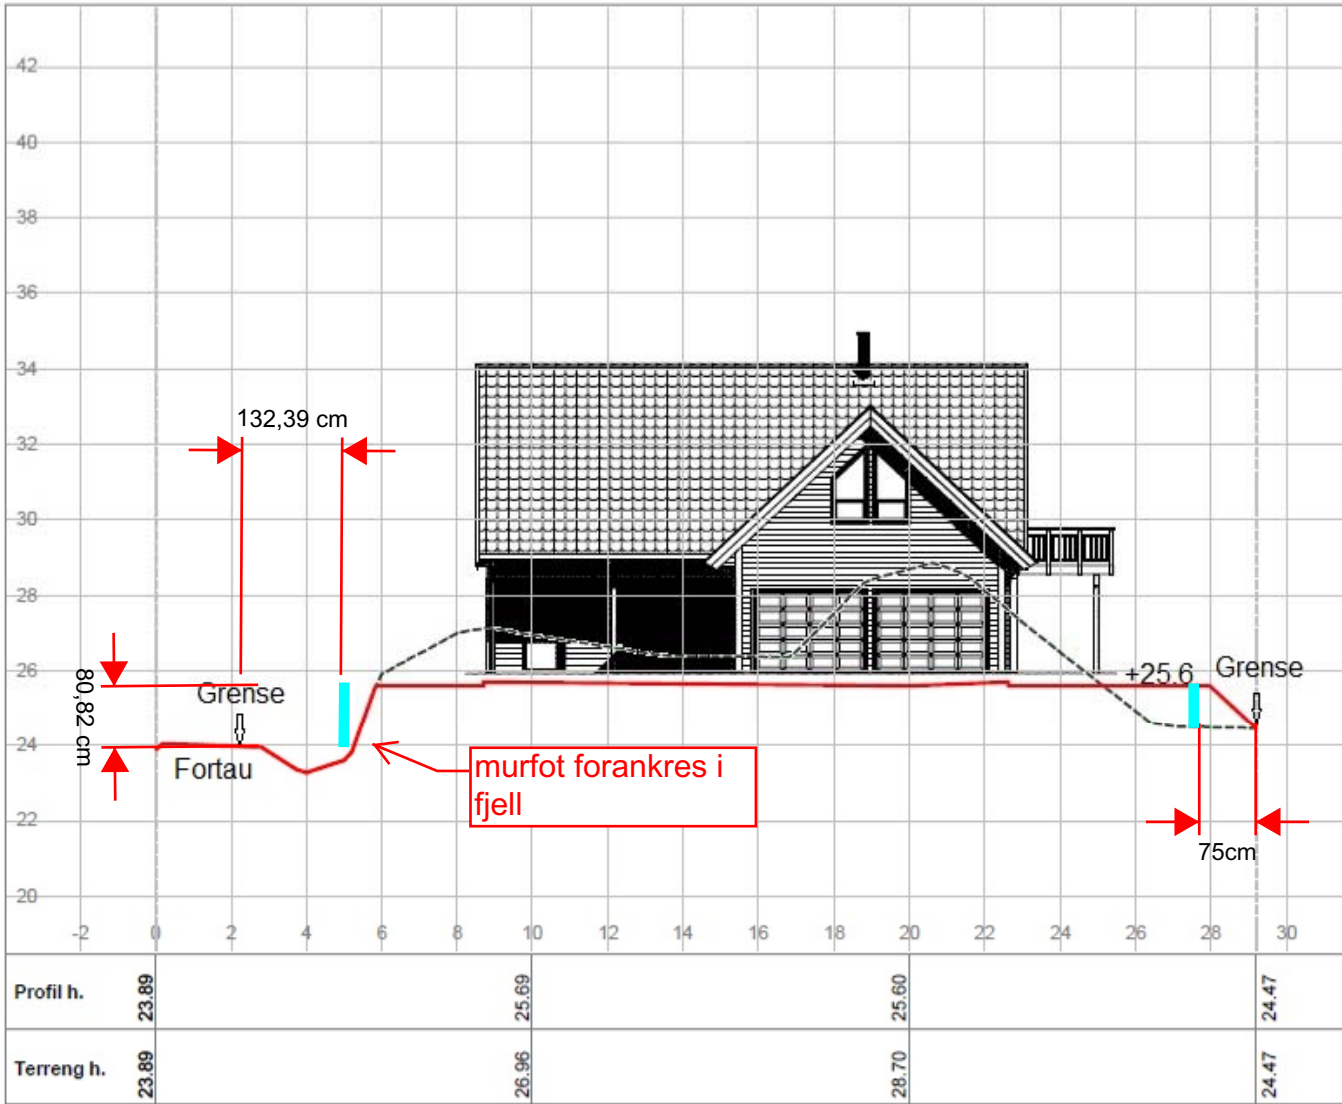 42
40
38
36
34
132,39 cm
32
30
28
26
+25.6
Grense
Grense
80,82 cm
24
Fortau
murfot forankres i
fjell
22
75cm
20
-2 0 2 4 6 8 10 12 14 16 18 20 22 24 26 28 30
Profil h. 23.89 25.69 25.60 24.47
Terreng h. 23.89 26.96 28.70 24.47